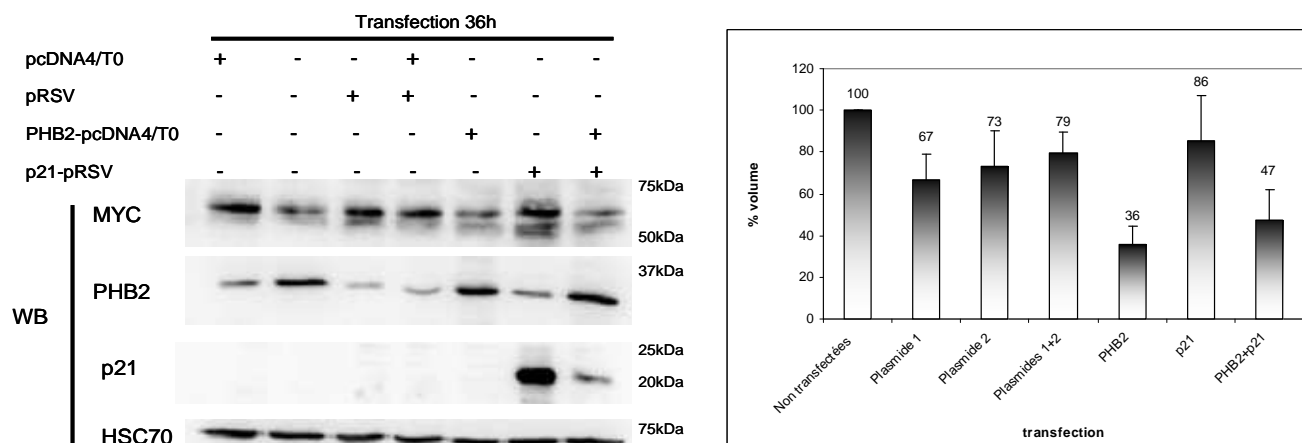 Transfection 36h
pcDNA4/T0 + - - + - - -
pRSV - - + + - - -
PHB2-pcDNA4/T0 - - - - + - +
p21-pRSV - - - - - + +
WB
MYC
75kDa
50kDa
PHB2
37kDa
p21
25kDa
20kDa
HSC70
75kDa
% volume
120
100
80
60
40
20
0
100
67
73
79
36
86
47
Non transfectées
Plasmide 1
Plasmide 2
Plasmides 1+2
PHB2
p21
PHB2+p21
transfection